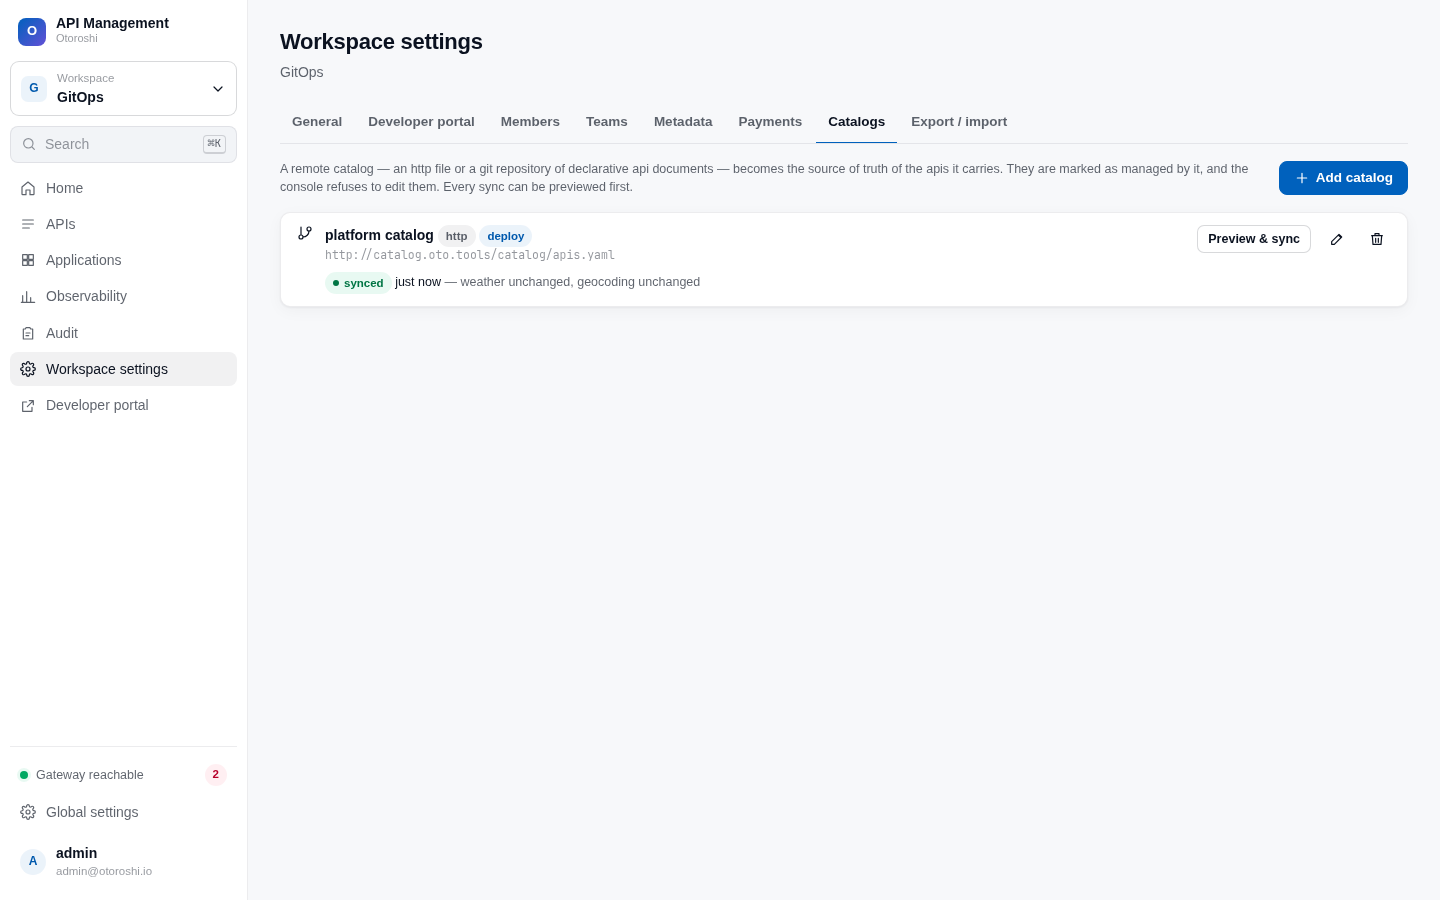 API Management
Otoroshi
O
Workspace
G
GitOps
Search
⌘K
Home
APIs
Applications
Observability
Audit
Workspace settings
Developer portal
Gateway reachable
2
Global settings
A
admin
admin@otoroshi.io
Workspace settings
GitOps
General
Developer portal
Members
Teams
Metadata
Payments
Catalogs
Export / import
A remote catalog — an http file or a git repository of declarative api documents — becomes the source of truth of the apis it carries. They are marked as managed by it, and the
console refuses to edit them. Every sync can be previewed first.
Add catalog
platform catalog http deploy
http://catalog.oto.tools/catalog/apis.yaml
synced just now — weather unchanged, geocoding unchanged
Preview & sync